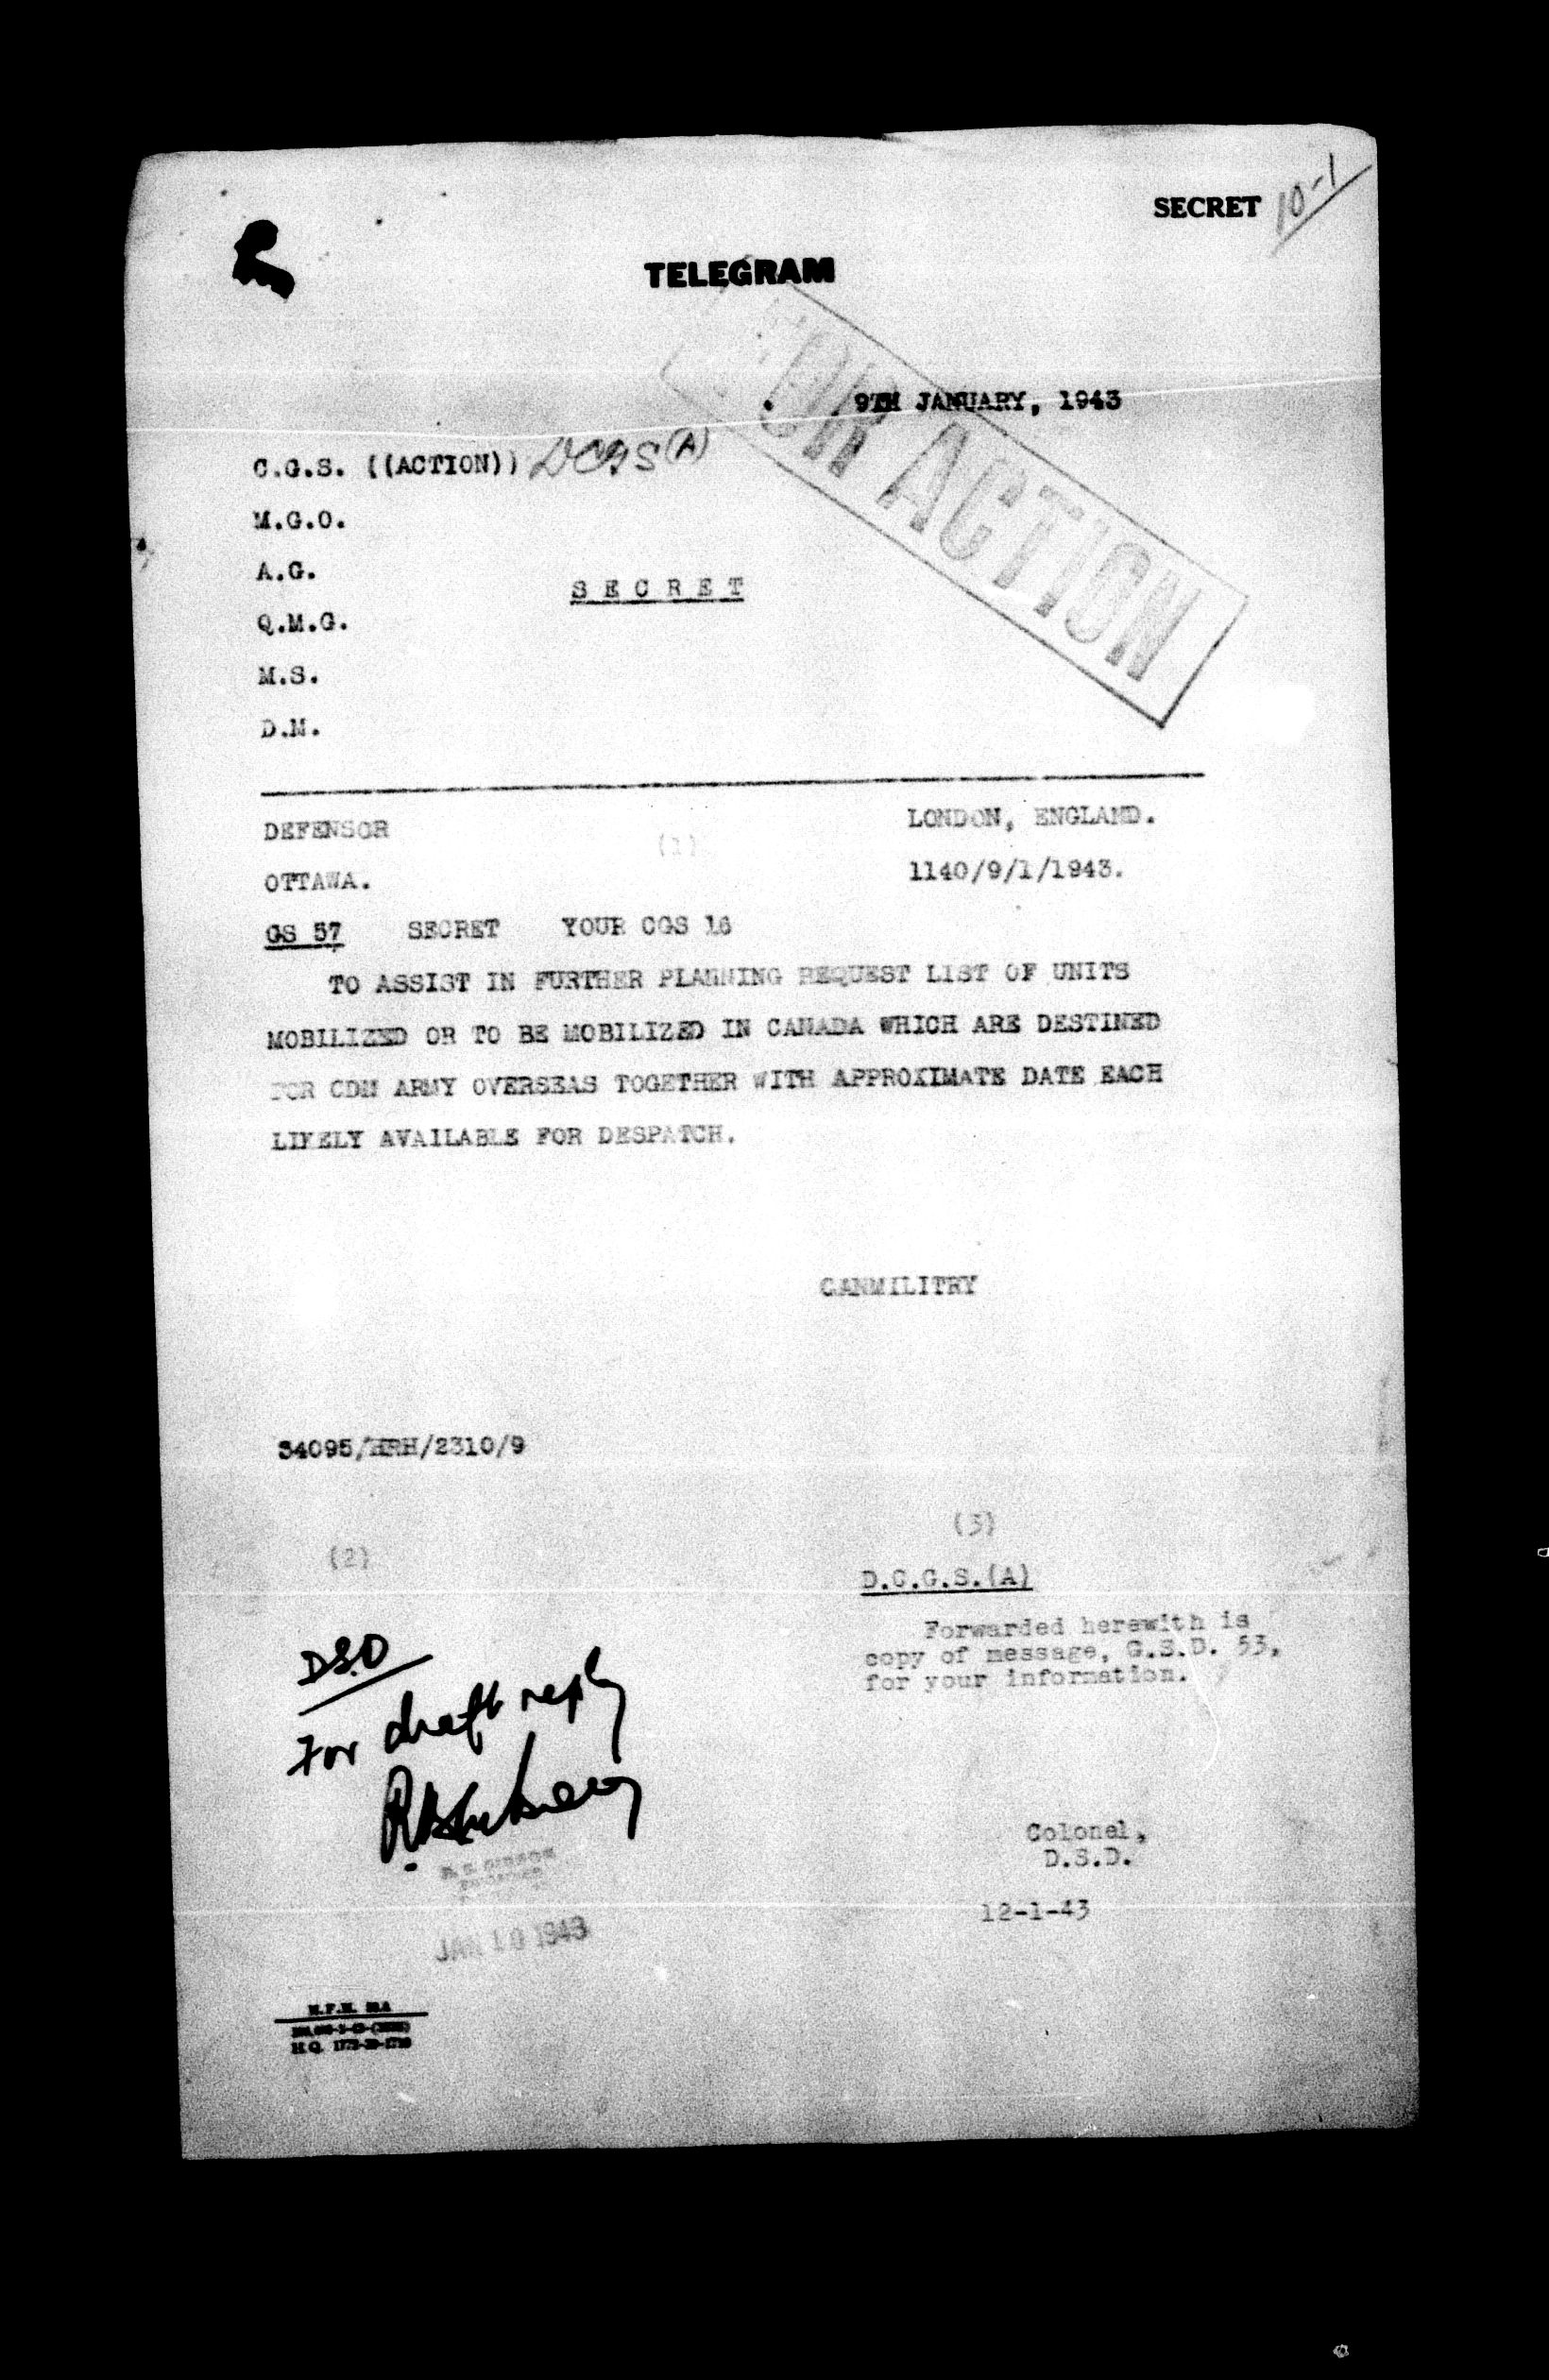 SECRET 10-1
TELEGRAM
FOR ACTION
9TH JANUARY, 1943
C.G.S. ((ACTION)) DCGS(A)
M.G.O.
A.G.
S E C R E T
Q.M.G.
M.S.
D.M.
DEFENSOR (1) LONDON, ENGLAND.
OTTAWA. 1140/9/1/1943.
GS 57 SECRET YOUR CGS 16
TO ASSIST IN FURTHER PLANNING REQUEST LIST OF UNITS
MOBILIZED OR TO BE MOBILIZED IN CANADA WHICH ARE DESTINED
FOR CDN ARMY OVERSEAS TOGETHER WITH APPROXIMATE DATE EACH
LIKELY AVAILABLE FOR DESPATCH.
CANMILITRY
34095/HRH/2310/9
(3)
(2)
D.C.G.S.(A)
Forwarded herewith is
copy of message, G.S.D. 53,
for your information.
DSD
For draft reply
Colonel,
D.S.D.
12-1-43
JAN 10 1943
H.Q.